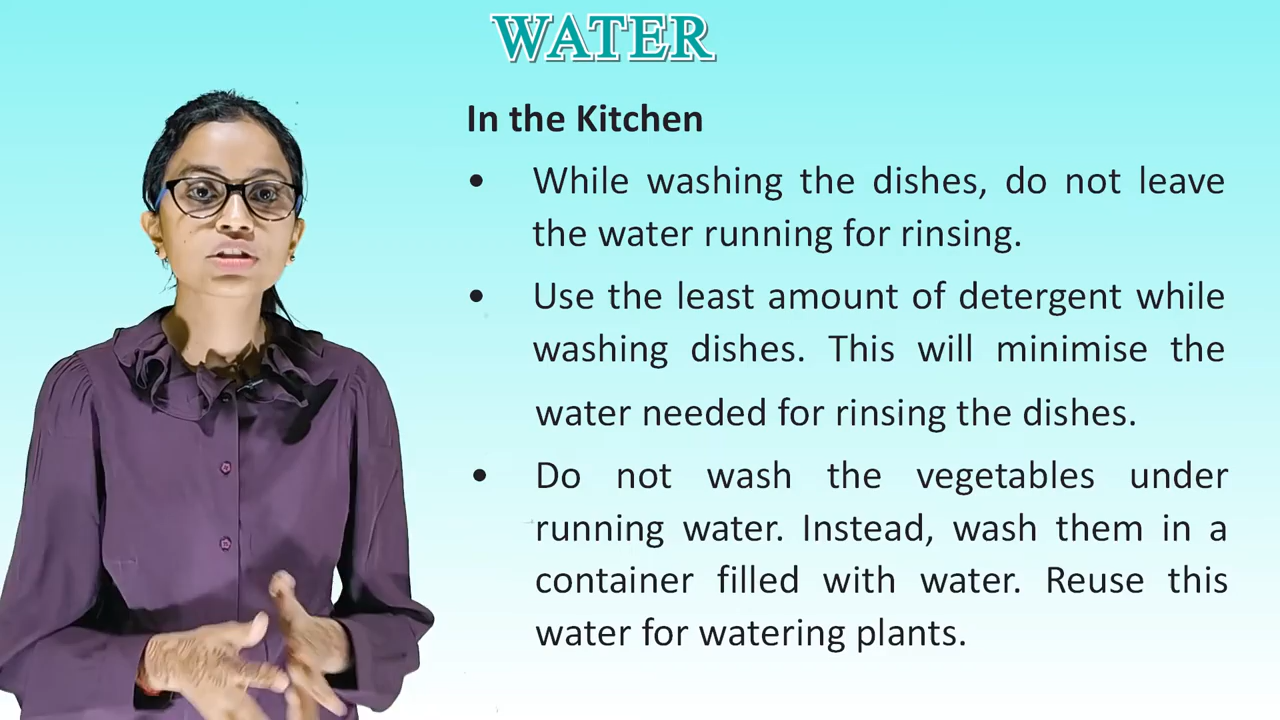 WATER
In the Kitchen
• While washing the dishes, do not leave
the water running for rinsing.
• Use the least amount of detergent while
washing dishes. This will minimise the
water needed for rinsing the dishes.
• Do not wash the vegetables under
running water. Instead, wash them in a
container filled with water. Reuse this
water for watering plants.